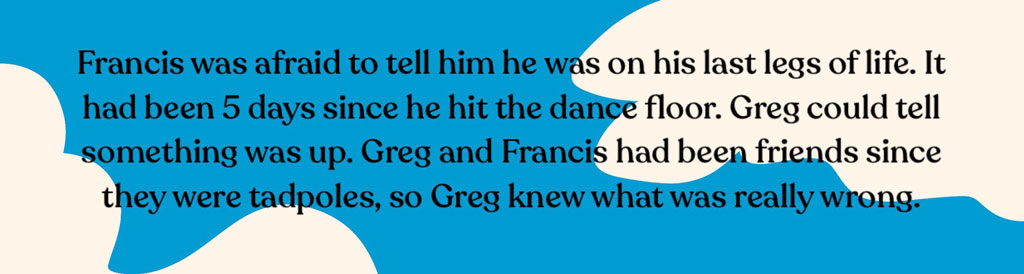 Francis was afraid to tell him he was on his last legs of life. It
had been 5 days since he hit the dance floor. Greg could tell
something was up. Greg and Francis had been friends since
they were tadpoles, so Greg knew what was really wrong.